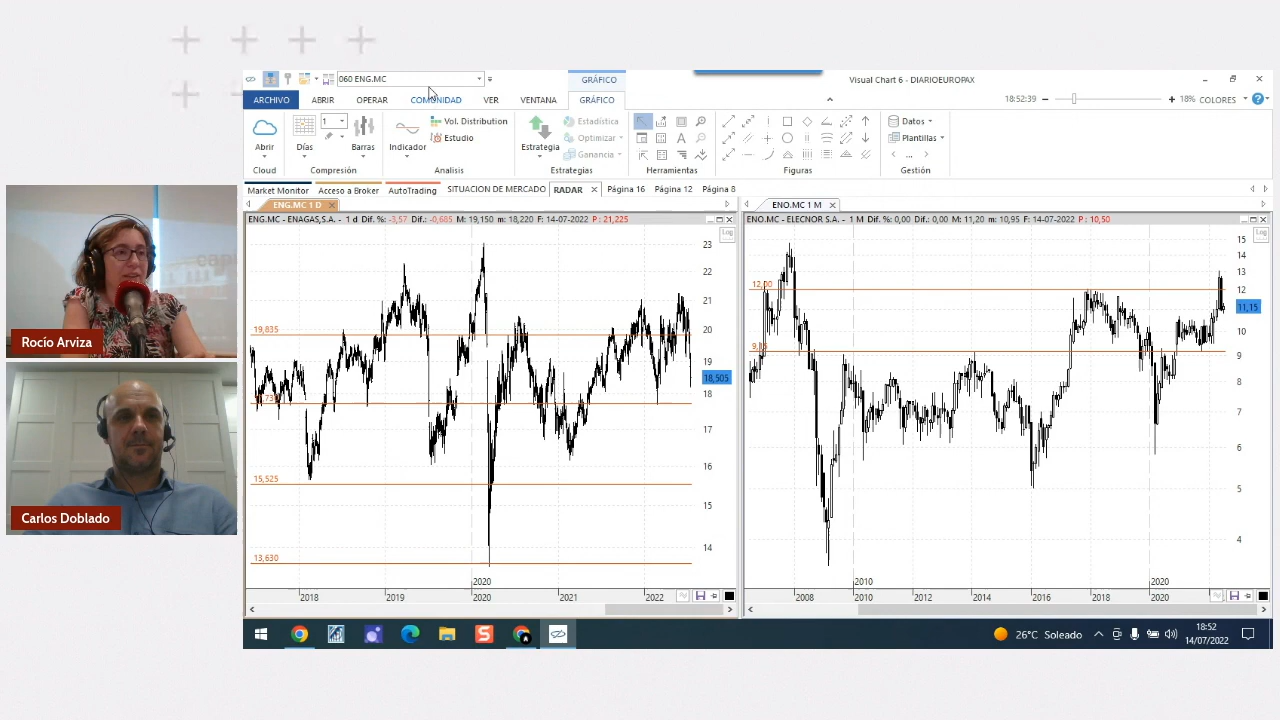 060 ENG.MC
GRÁFICO
Visual Chart 6 - DIARIOEUROPAX
ARCHIVO ABRIR OPERAR COMUNIDAD VER VENTANA GRÁFICO
18:52:39 18% COLORES
1
Vol. Distribution
Estudio
Estadística
Optimizar
Ganancia
Datos
Plantillas
Abrir Días Barras Indicador Estrategia
Cloud Compresión Analisis Estrategias Herramientas Figuras Gestión
Market Monitor Acceso a Broker AutoTrading SITUACION DE MERCADO RADAR Página 16 Página 12 Página 8
ENG.MC 1 D
ENG.MC - ENAGAS,S.A. - 1 d Dif. %: -3,57 Dif.: -0,685 M: 19,150 m: 18,220 F: 14-07-2022 P: 21,225
Log
23
22
21
20
19
18,505
18
17
16
15
14
19,835
15,525
13,630
2020
2018 2019 2020 2021 2022
ENO.MC 1 M
ENO.MC - ELECNOR S.A. - 1 M Dif. %: 0,00 Dif.: 0,00 M: 11,20 m: 10,95 F: 14-07-2022 P: 10,50
Log
15
14
13
12
11,15
10
9
8
7
6
5
4
12,00
2010 2020
2008 2010 2012 2014 2016 2018 2020
Rocío Arviza
Carlos Doblado
26°C Soleado
18:52
14/07/2022